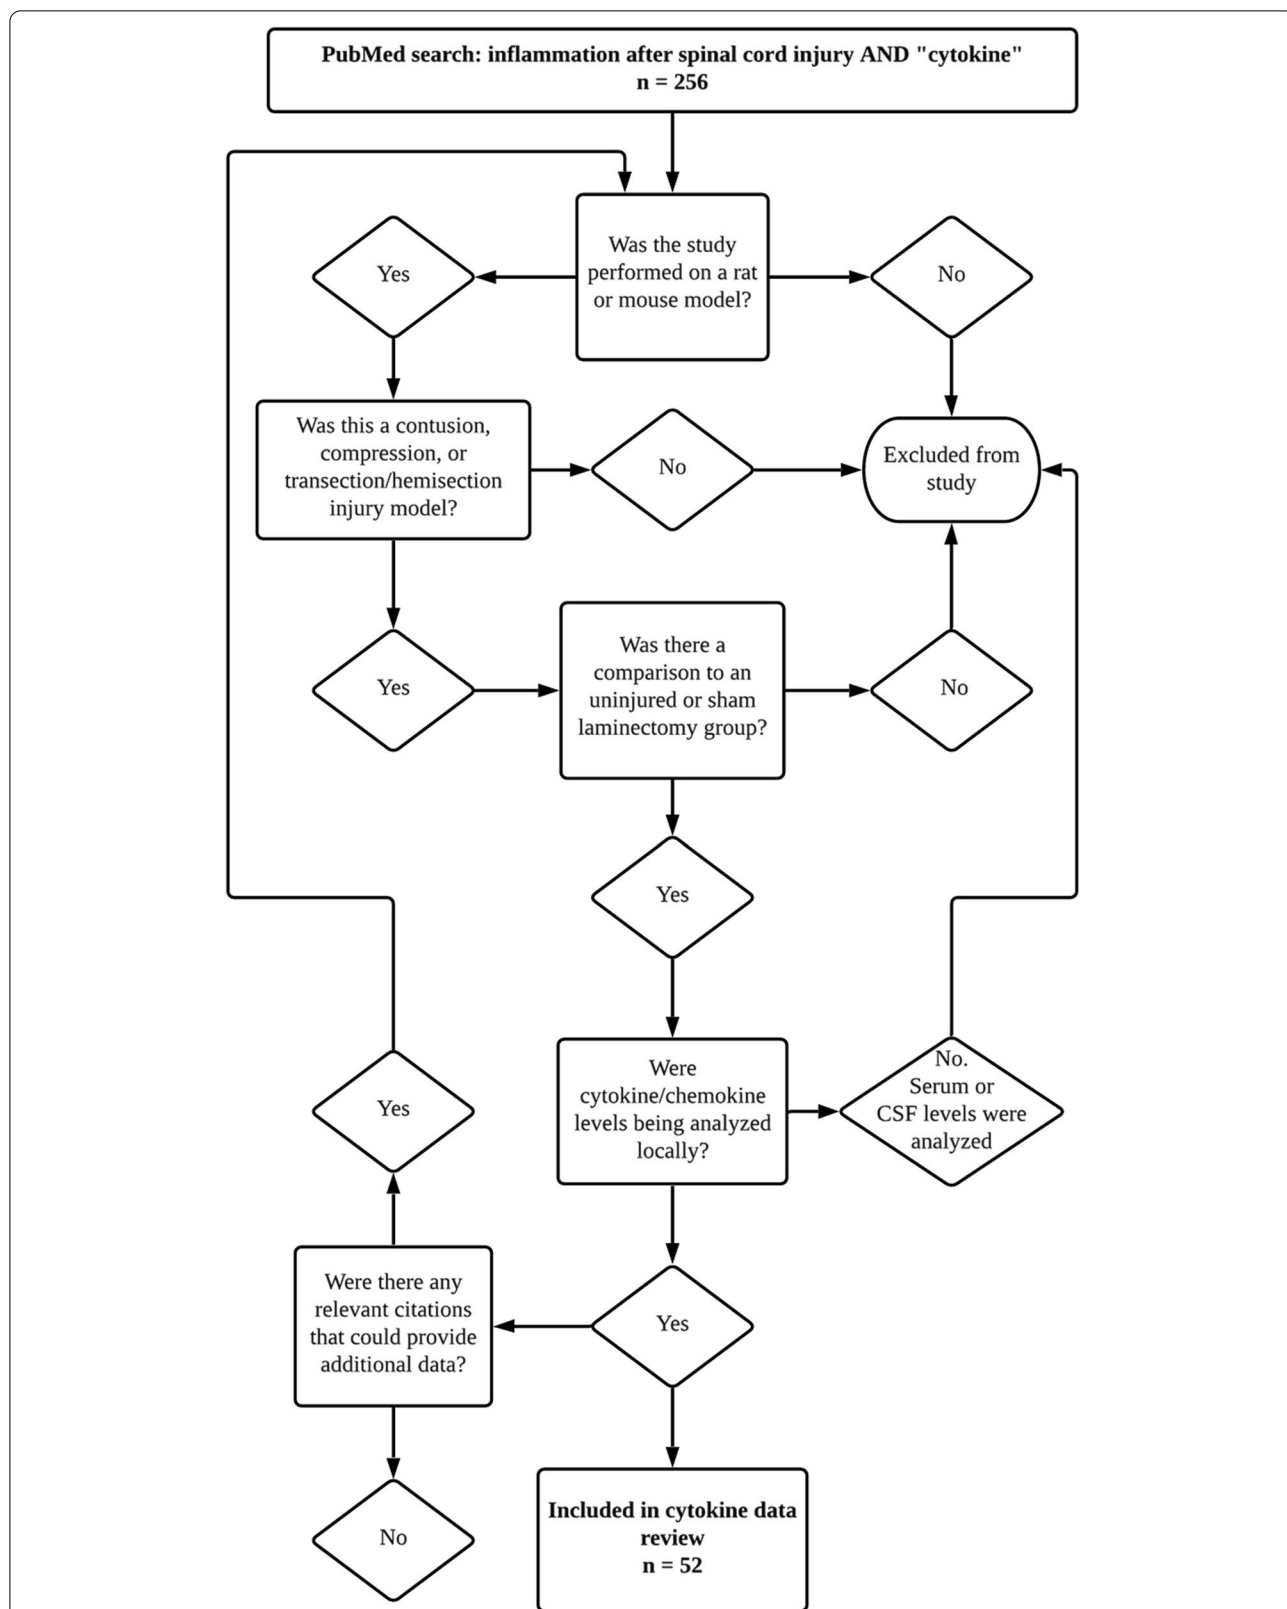 PubMed search: inflammation after spinal cord injury AND "cytokine"
n = 256
Was the study
performed on a rat
or mouse model?
Yes
No
Was this a contusion,
compression, or
transection/hemisection
injury model?
No
Excluded from
study
Yes
Was there a
comparison to an
uninjured or sham
laminectomy group?
No
Yes
Were
cytokine/chemokine
levels being analyzed
locally?
No.
Serum or
CSF levels were
analyzed
Yes
Were there any
relevant citations
that could provide
additional data?
Yes
No
Included in cytokine data
review
n = 52